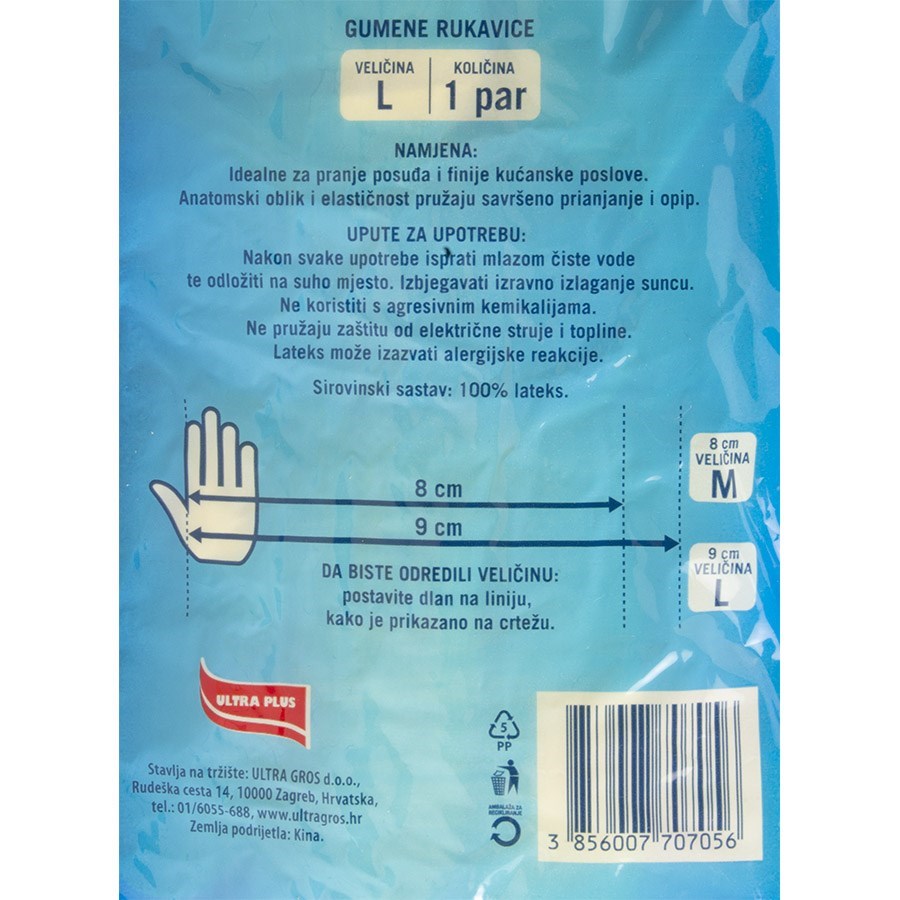 GUMENE RUKAVICE
VELIČINA
L
KOLIČINA
1 par
NAMJENA:
Idealne za pranje posuđa i finije kućanske poslove.
Anatomski oblik i elastičnost pružaju savršeno prianjanje i opip.
UPUTE ZA UPOTREBU:
Nakon svake upotrebe isprati mlazom čiste vode
te odložiti na suho mjesto. Izbjegavati izravno izlaganje suncu.
Ne koristiti s agresivnim kemikalijama.
Ne pružaju zaštitu od električne struje i topline.
Lateks može izazvati alergijske reakcije.
Sirovinski sastav: 100% lateks.
8 cm
9 cm
8 cm
VELIČINA
M
9 cm
VELIČINA
L
DA BISTE ODREDILI VELIČINU:
postavite dlan na liniju,
kako je prikazano na crtežu.
ULTRA PLUS
Stavlja na tržište: ULTRA GROS d.o.o.,
Rudeška cesta 14, 10000 Zagreb, Hrvatska,
tel.: 01/6055-688, www.ultragros.hr
Zemlja podrijetla: Kina.
5
PP
AMBALAŽA ZA
RECIKLIRANJE
3 856007 707056